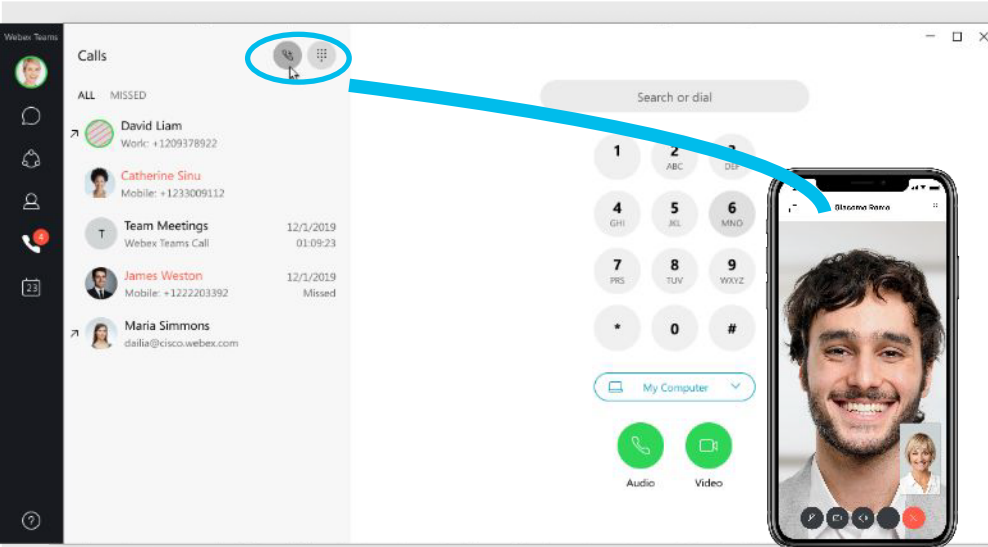 Webex Teams
Calls
ALL MISSED
David Liam
Work: +1209378922
Catherine Sinu
Mobile: +1233009112
T
Team Meetings 12/1/2019
Webex Teams Call 01:09:23
4
James Weston 12/1/2019
Mobile: +1222203392 Missed
23
Maria Simmons
dailia@cisco.webex.com
?
Search or dial
1 2 3
ABC DEF
4 5 6
GHI JKL MNO
7 8 9
PRS TUV WXYZ
* 0 #
My Computer
Audio Video
Giacomo Remo